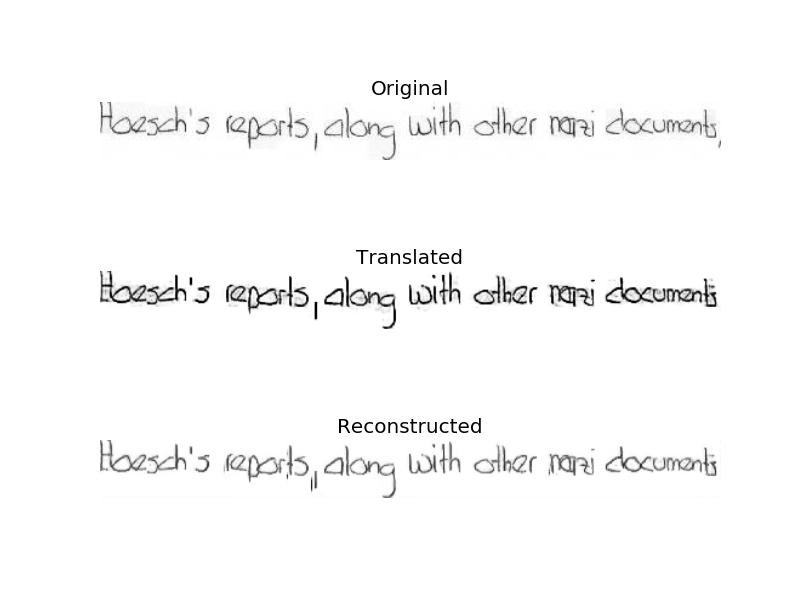 Original
Hoesch's reports, along with other nazi documents,
Translated
Hoesch's reports, along with other nazi documents
Reconstructed
Hoesch's reports, along with other nazi documents